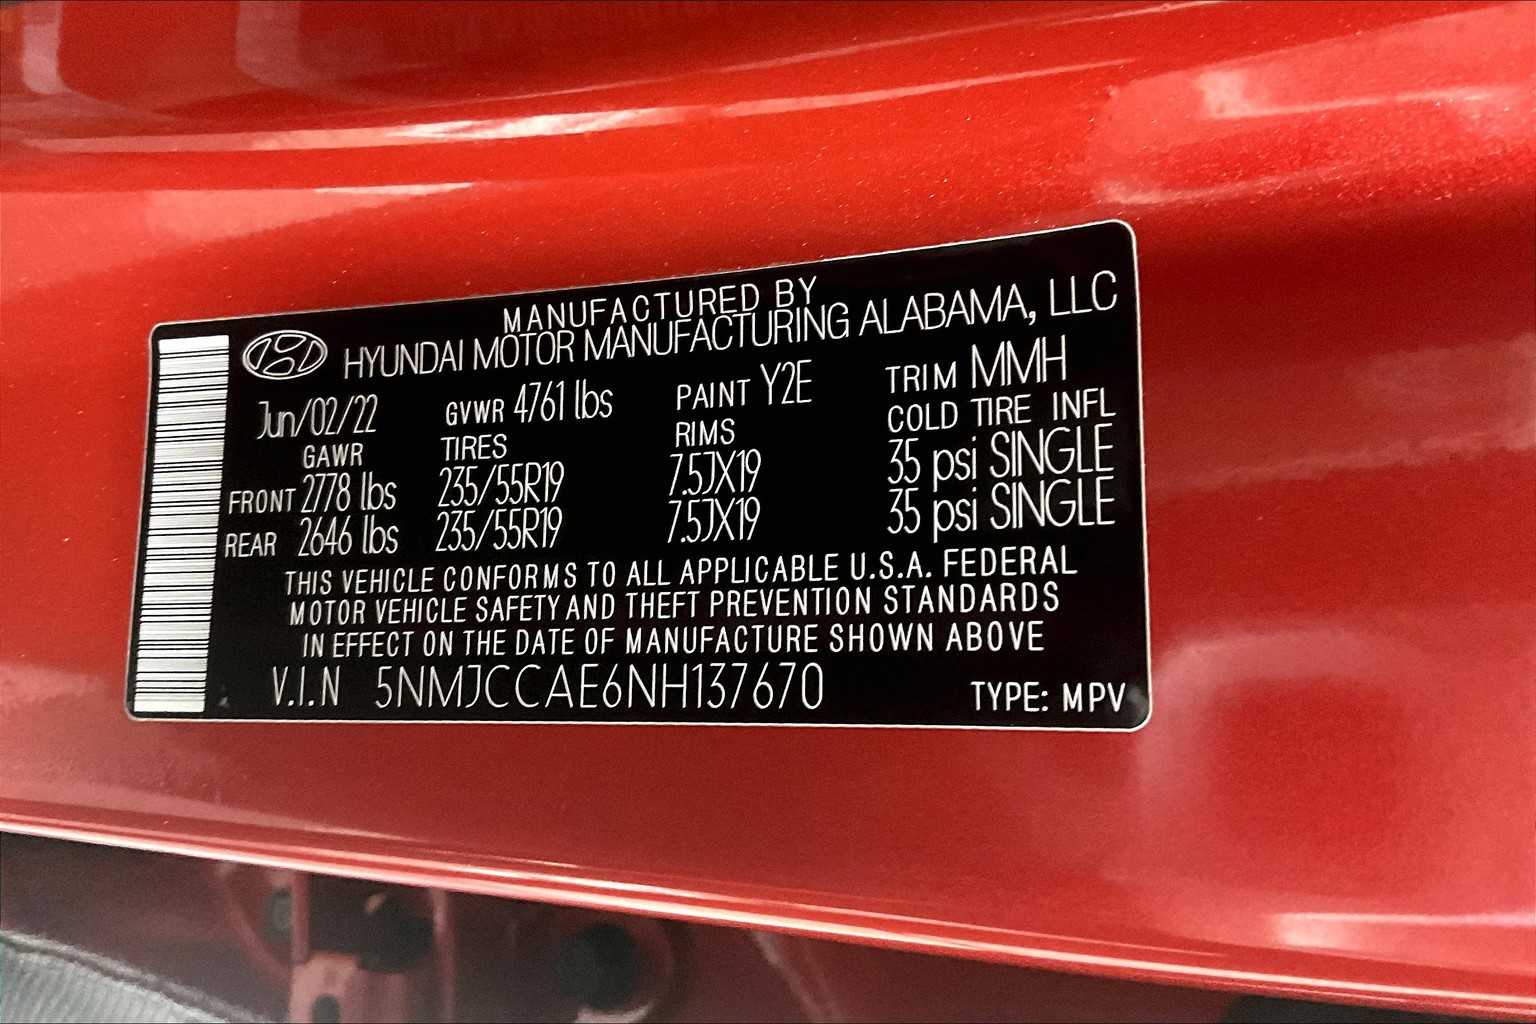 MANUFACTURED BY
HYUNDAI MOTOR MANUFACTURING ALABAMA, LLC
Jun/02/22 GVWR 4761 lbs PAINT Y2E TRIM MMH
GAWR TIRES RIMS COLD TIRE INFL
FRONT 2778 lbs 235/55R19 7.5JX19 35 psi SINGLE
REAR 2646 lbs 235/55R19 7.5JX19 35 psi SINGLE
THIS VEHICLE CONFORMS TO ALL APPLICABLE U.S.A. FEDERAL
MOTOR VEHICLE SAFETY AND THEFT PREVENTION STANDARDS
IN EFFECT ON THE DATE OF MANUFACTURE SHOWN ABOVE
V.I.N 5NMJCCAE6NH137670 TYPE: MPV